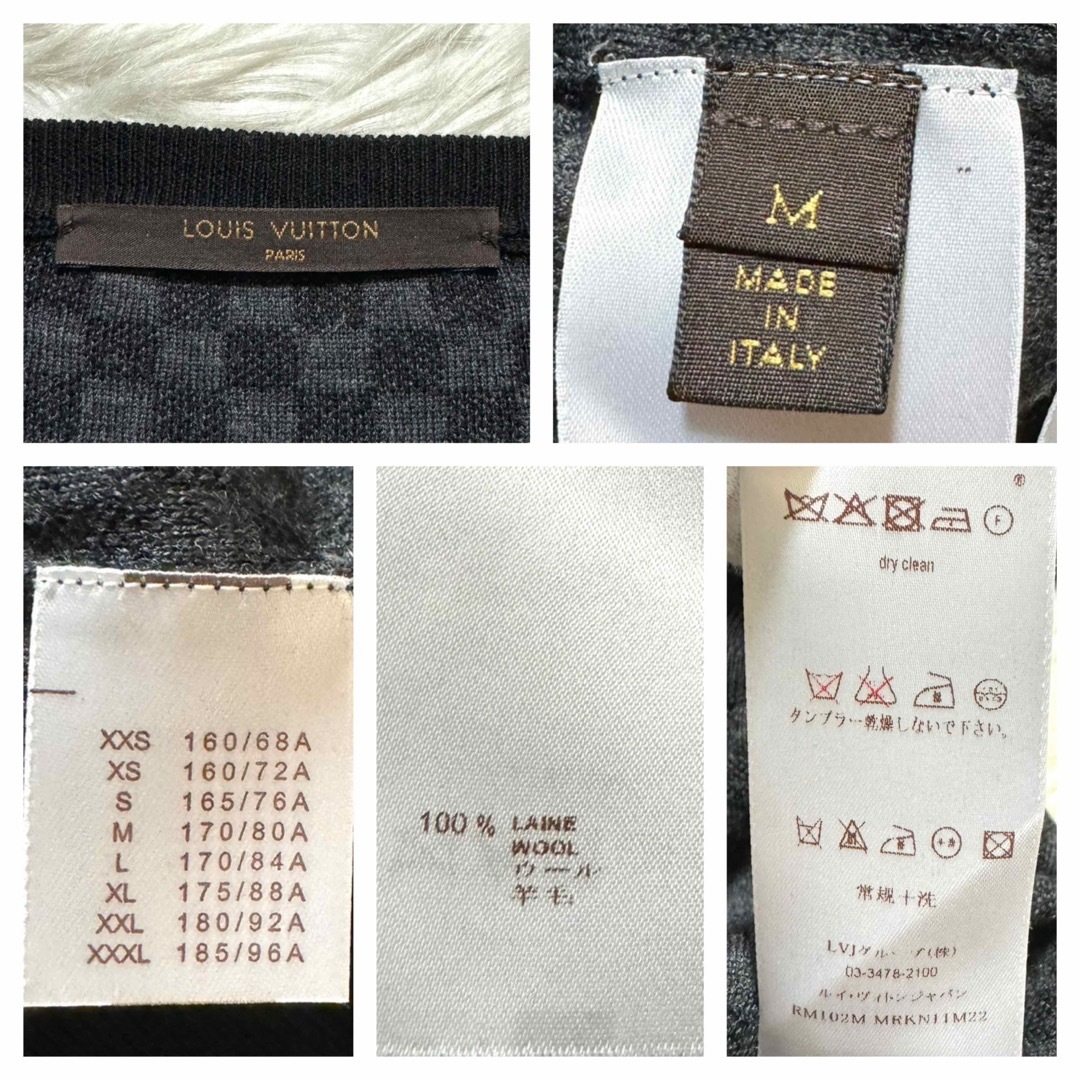 LOUIS VUITTON
PARIS
M
MADE
IN
ITALY
XXS 160/68A
XS 160/72A
S 165/76A
M 170/80A
L 170/84A
XL 175/88A
XXL 180/92A
XXXL 185/96A
100 % LAINE
WOOL
ウール
羊毛
®
F
dry clean
タンブラー乾燥しないで下さい。
常规干洗
LVJグループ(株)
03-3478-2100
ルイ・ヴィトンジャパン
RM102M MRKN11M22